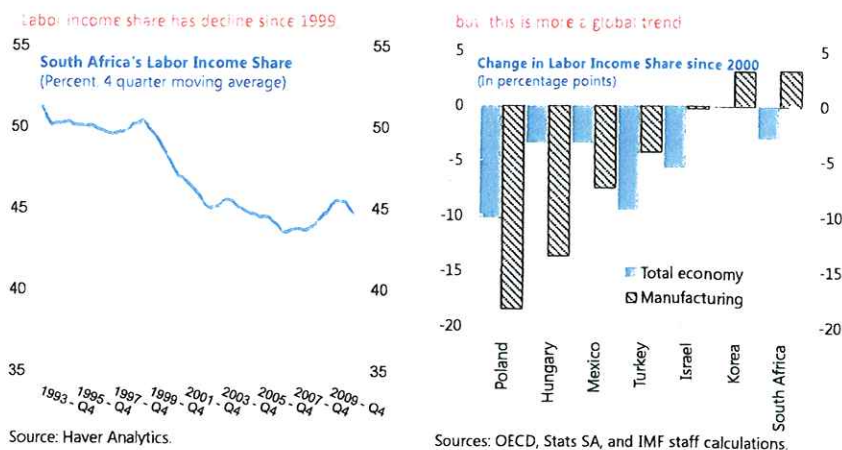 Labor income share has decline since 1999
55
55
South Africa's Labor Income Share
(Percent, 4 quarter moving average)
50
50
45
45
40
40
35
35
1993 - Q4
1995 - Q4
1997 - Q4
1999 - Q4
2001 - Q4
2003 - Q4
2005 - Q4
2007 - Q4
2009 - Q4
Source: Haver Analytics.
but, this is more a global trend
5
5
Change in Labor Income Share since 2000
(In percentage points)
0
0
-5
-5
-10
-10
-15
-15
-20
-20
Total economy
Manufacturing
Poland
Hungary
Mexico
Turkey
Israel
Korea
South Africa
Sources: OECD, Stats SA, and IMF staff calculations.